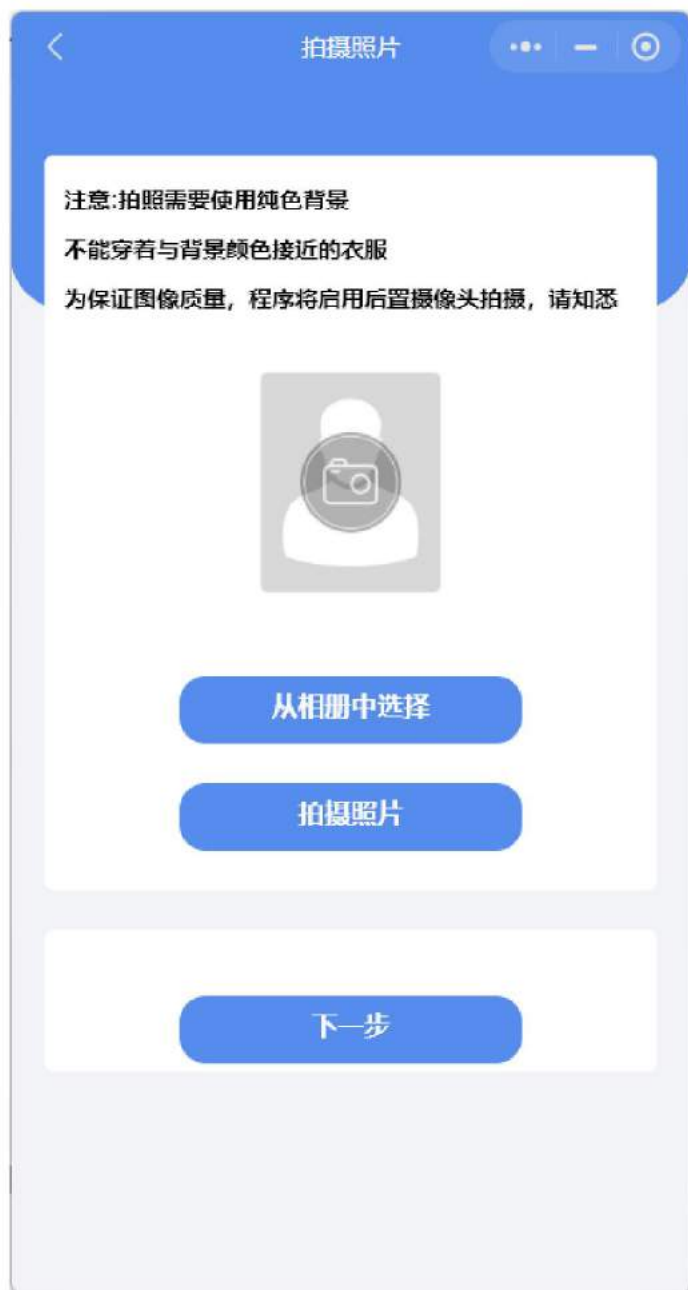 拍摄照片
注意:拍照需要使用纯色背景
不能穿着与背景颜色接近的衣服
为保证图像质量，程序将启用后置摄像头拍摄，请知悉
从相册中选择
拍摄照片
下一步